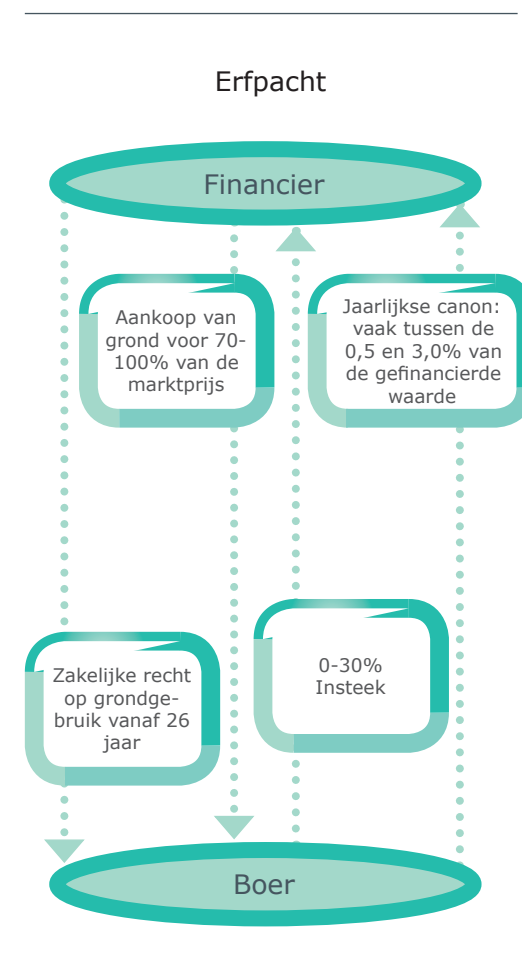 Erfpacht
Financier
Aankoop van
grond voor 70-
100% van de
marktprijs
Jaarlijkse canon:
vaak tussen de
0,5 en 3,0% van
de gefinancierde
waarde
Zakelijke recht
op grondge-
bruik vanaf 26
jaar
0-30%
Insteek
Boer